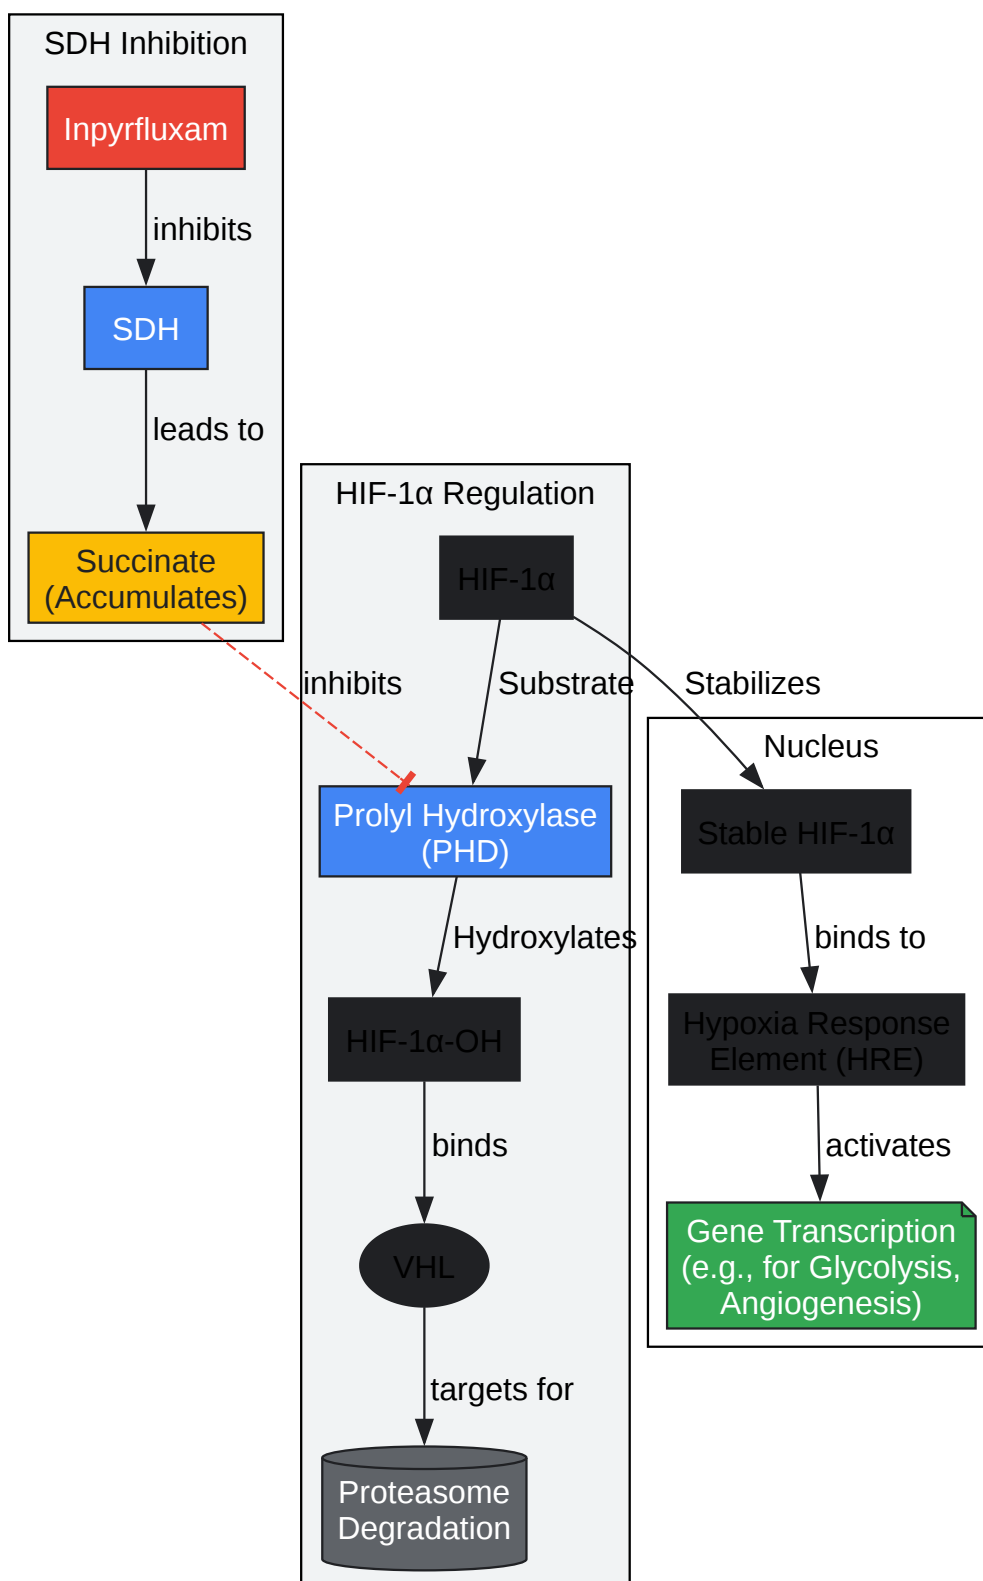 SDH Inhibition
Inpyrfluxam
inhibits
SDH
leads to
Succinate
(Accumulates)
HIF-1α Regulation
HIF-1α
inhibits
Substrate
Stabilizes
Nucleus
Prolyl Hydroxylase
(PHD)
Stable HIF-1α
Hydroxylates
binds to
HIF-1α-OH
Hypoxia Response
Element (HRE)
binds
activates
VHL
Gene Transcription
(e.g., for Glycolysis,
Angiogenesis)
targets for
Proteasome
Degradation